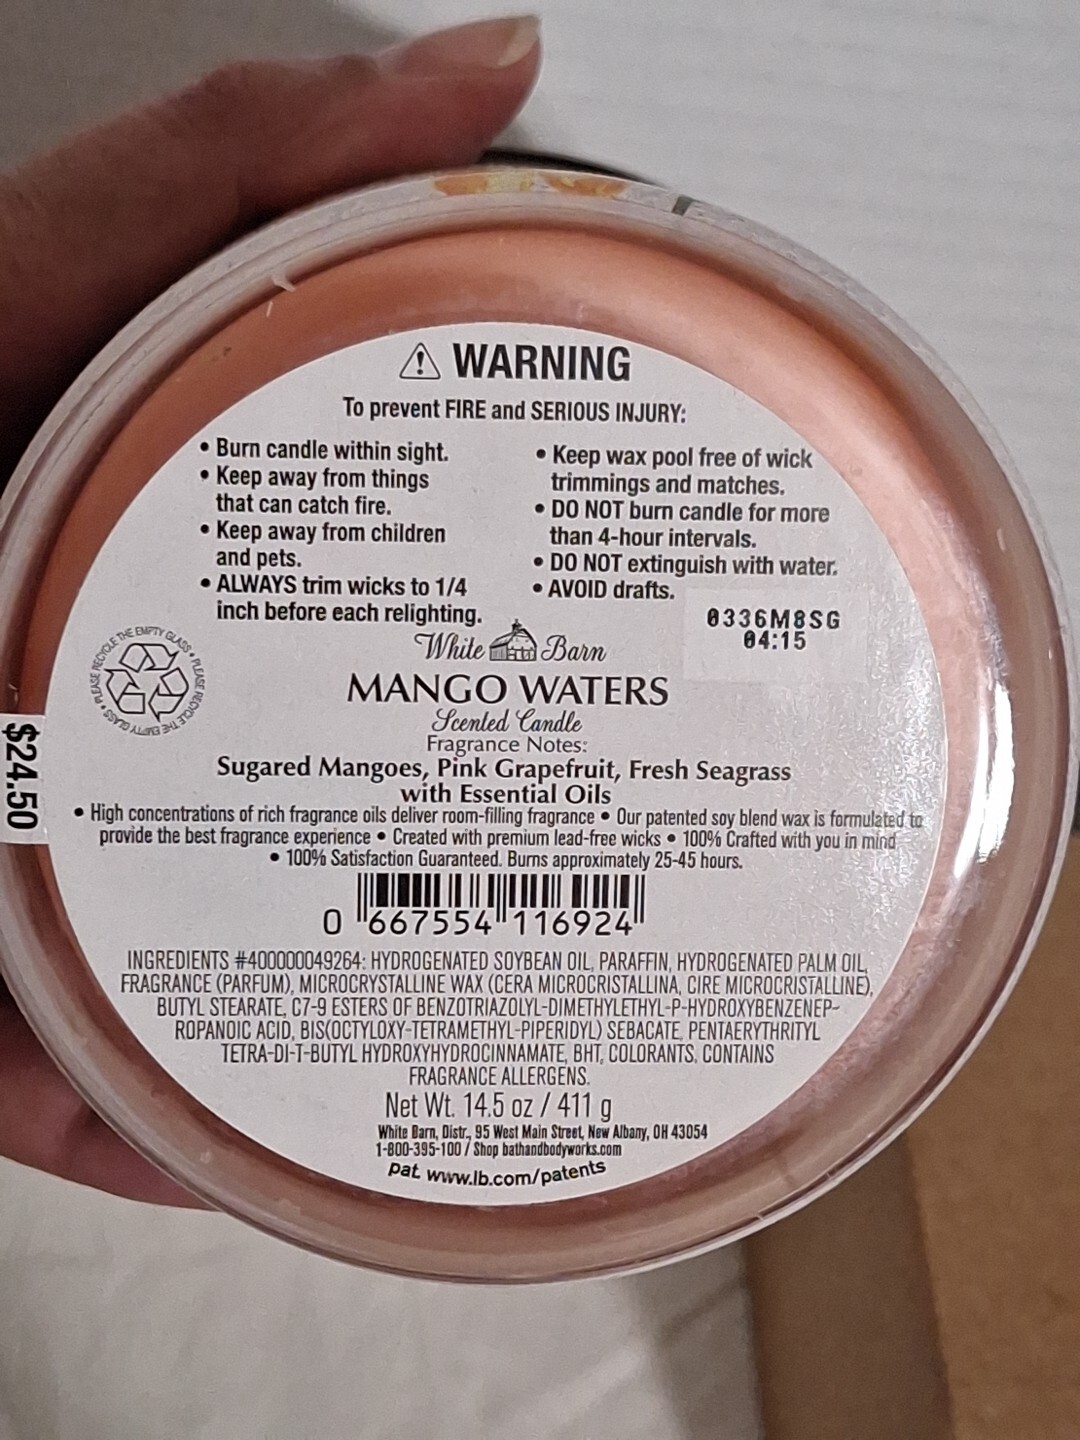 ⚠ WARNING
To prevent FIRE and SERIOUS INJURY:
• Burn candle within sight.
• Keep away from things
that can catch fire.
• Keep away from children
and pets.
• ALWAYS trim wicks to 1/4
inch before each relighting.
• Keep wax pool free of wick
trimmings and matches.
• DO NOT burn candle for more
than 4-hour intervals.
• DO NOT extinguish with water.
• AVOID drafts.
0336M8SG
04:15
PLEASE RECYCLE THE EMPTY GLASS • PLEASE RECYCLE THE EMPTY GLASS •
White Barn
MANGO WATERS
Scented Candle
Fragrance Notes:
Sugared Mangoes, Pink Grapefruit, Fresh Seagrass
with Essential Oils
$24.50
• High concentrations of rich fragrance oils deliver room-filling fragrance • Our patented soy blend wax is formulated to
provide the best fragrance experience • Created with premium lead-free wicks • 100% Crafted with you in mind
• 100% Satisfaction Guaranteed. Burns approximately 25-45 hours.
0 667554 116924
INGREDIENTS #400000049264: HYDROGENATED SOYBEAN OIL, PARAFFIN, HYDROGENATED PALM OIL,
FRAGRANCE (PARFUM), MICROCRYSTALLINE WAX (CERA MICROCRISTALLINA, CIRE MICROCRISTALLINE),
BUTYL STEARATE, C7-9 ESTERS OF BENZOTRIAZOLYL-DIMETHYLETHYL-P-HYDROXYBENZENEP-
ROPANOIC ACID, BIS(OCTYLOXY-TETRAMETHYL-PIPERIDYL) SEBACATE, PENTAERYTHRITYL
TETRA-DI-T-BUTYL HYDROXYHYDROCINNAMATE, BHT, COLORANTS. CONTAINS
FRAGRANCE ALLERGENS.
Net Wt. 14.5 oz / 411 g
White Barn, Distr., 95 West Main Street, New Albany, OH 43054
1-800-395-100 / Shop bathandbodyworks.com
pat. www.lb.com/patents